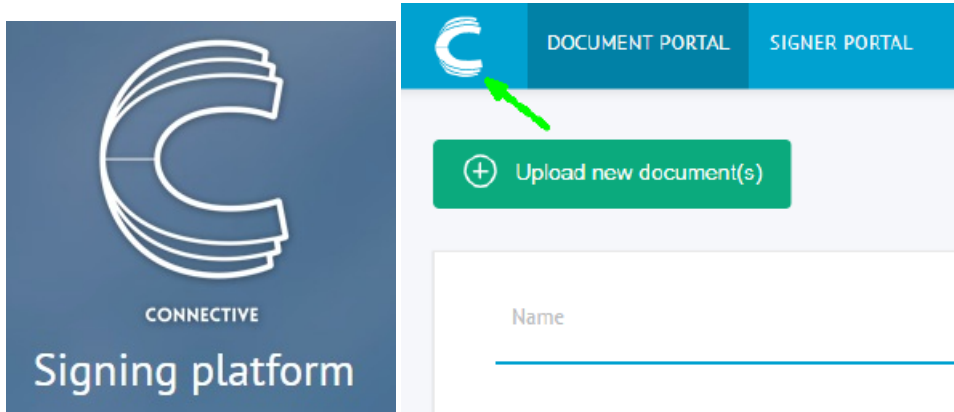 CONNECTIVE
Signing platform
DOCUMENT PORTAL SIGNER PORTAL
Upload new document(s)
Name